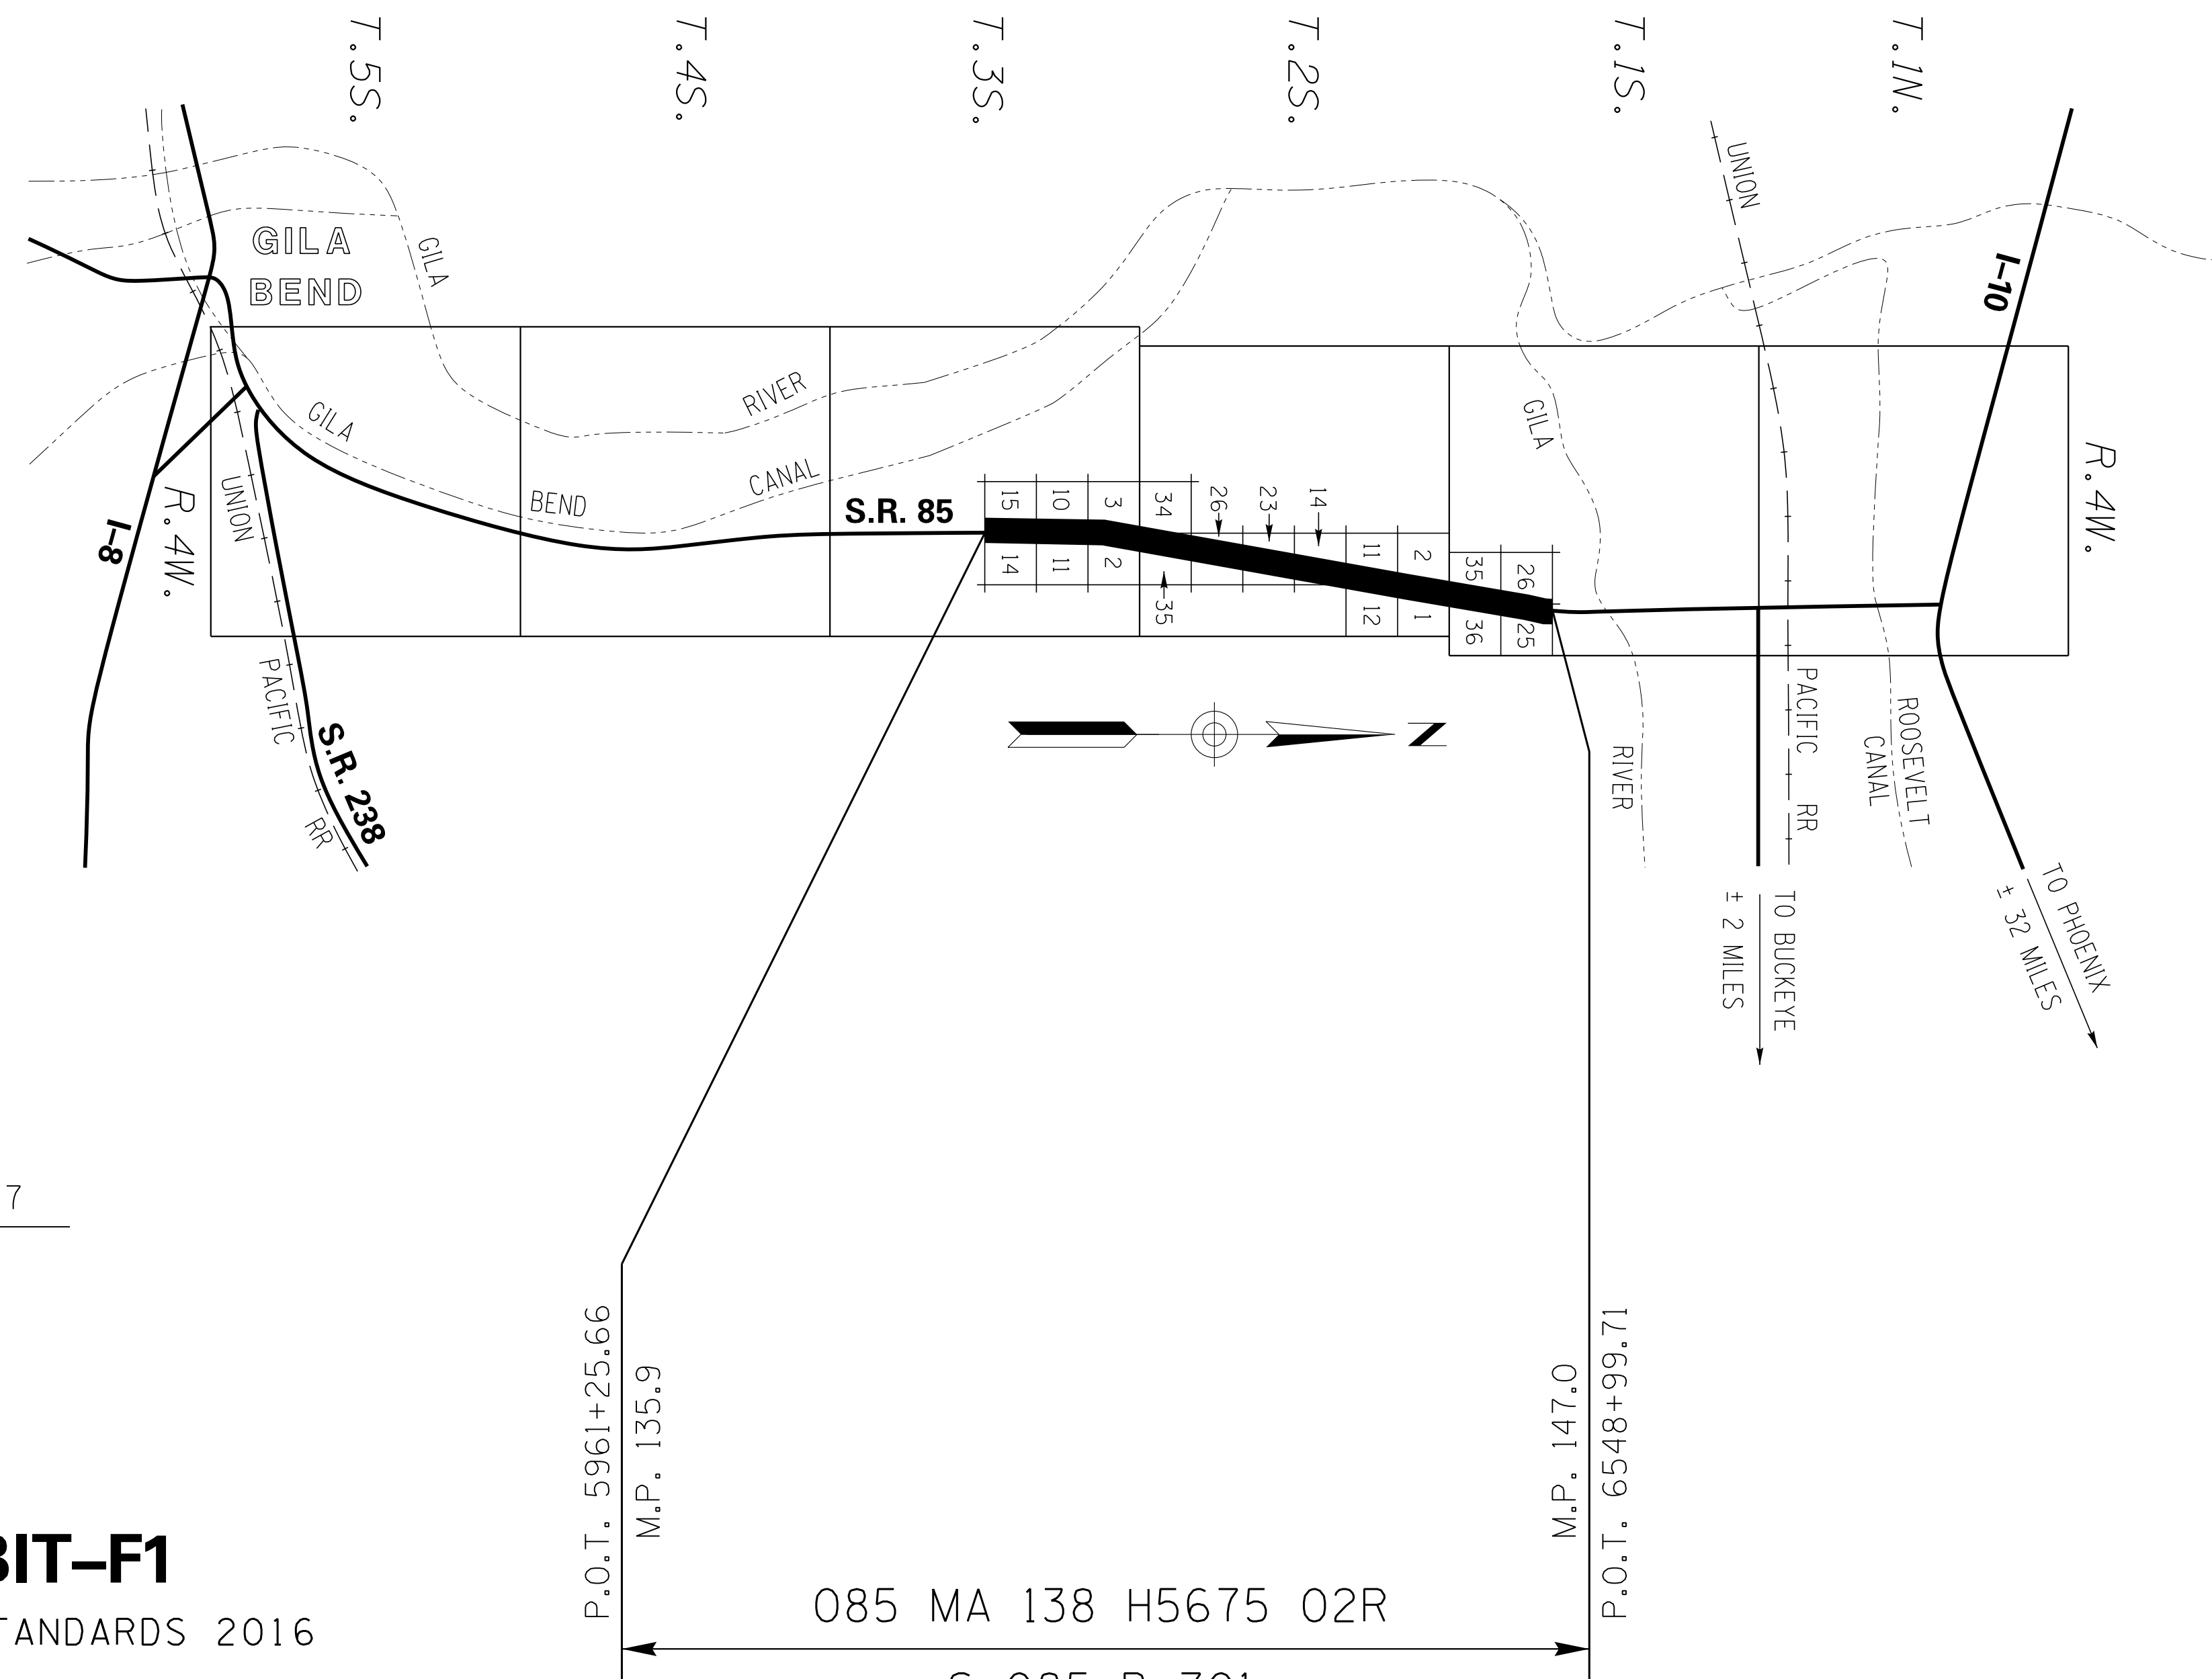 T.5S.
T.4S.
T.3S.
T.2S.
T.1S.
T.1N.
UNION
GILA
BEND
GILA
I-10
RIVER
GILA
GILA
CANAL
BEND
S.R. 85
UNION
R.4W.
I-8
R.4W.
15
10
3
34
26
23
14
11
2
35
26
14
11
2
35
12
1
36
25
PACIFIC
RR
S.R. 238
N
RIVER
PACIFIC RR
ROOSEVELT
CANAL
TO BUCKEYE
± 2 MILES
TO PHOENIX
± 32 MILES
7
P.O.T. 5961+25.66
M.P. 135.9
M.P. 147.0
P.O.T. 6548+99.71
BIT-F1
TANDARDS 2016
085 MA 138 H5675 02R